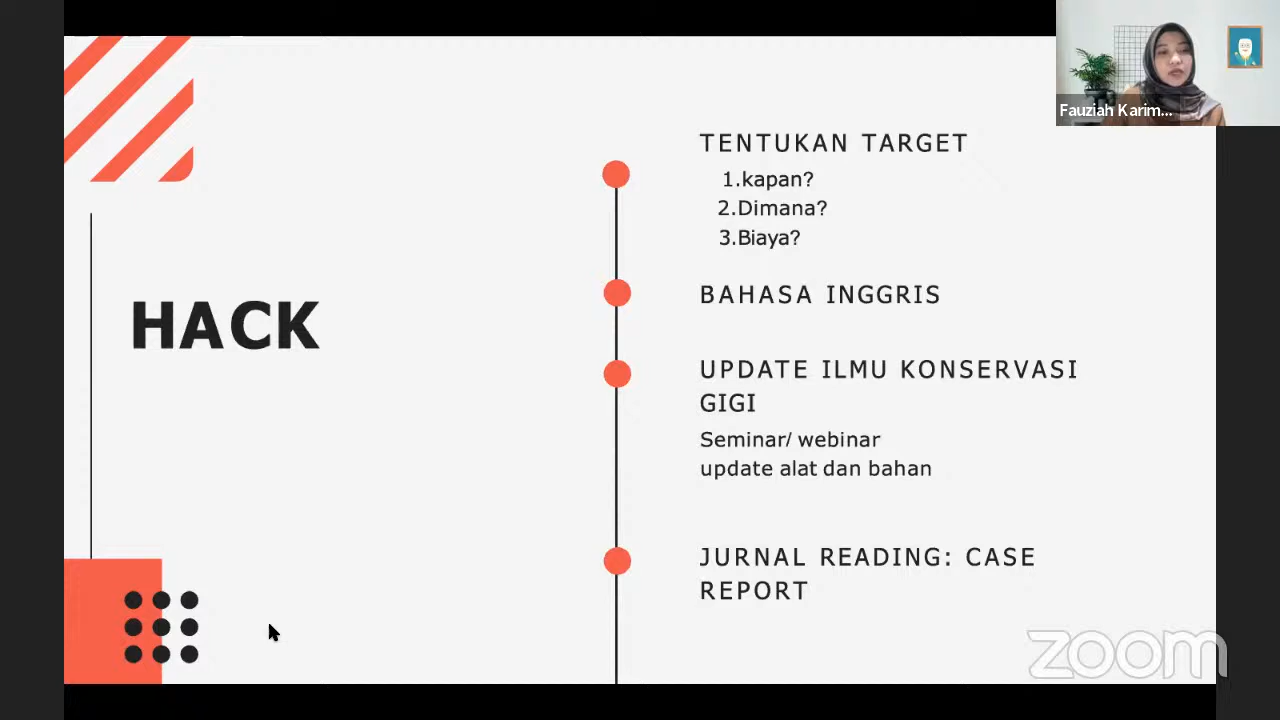 Fauziah Karim...
TENTUKAN TARGET
1.kapan?
2.Dimana?
3.Biaya?
HACK
BAHASA INGGRIS
UPDATE ILMU KONSERVASI
GIGI
Seminar/ webinar
update alat dan bahan
JURNAL READING: CASE
REPORT
zoom